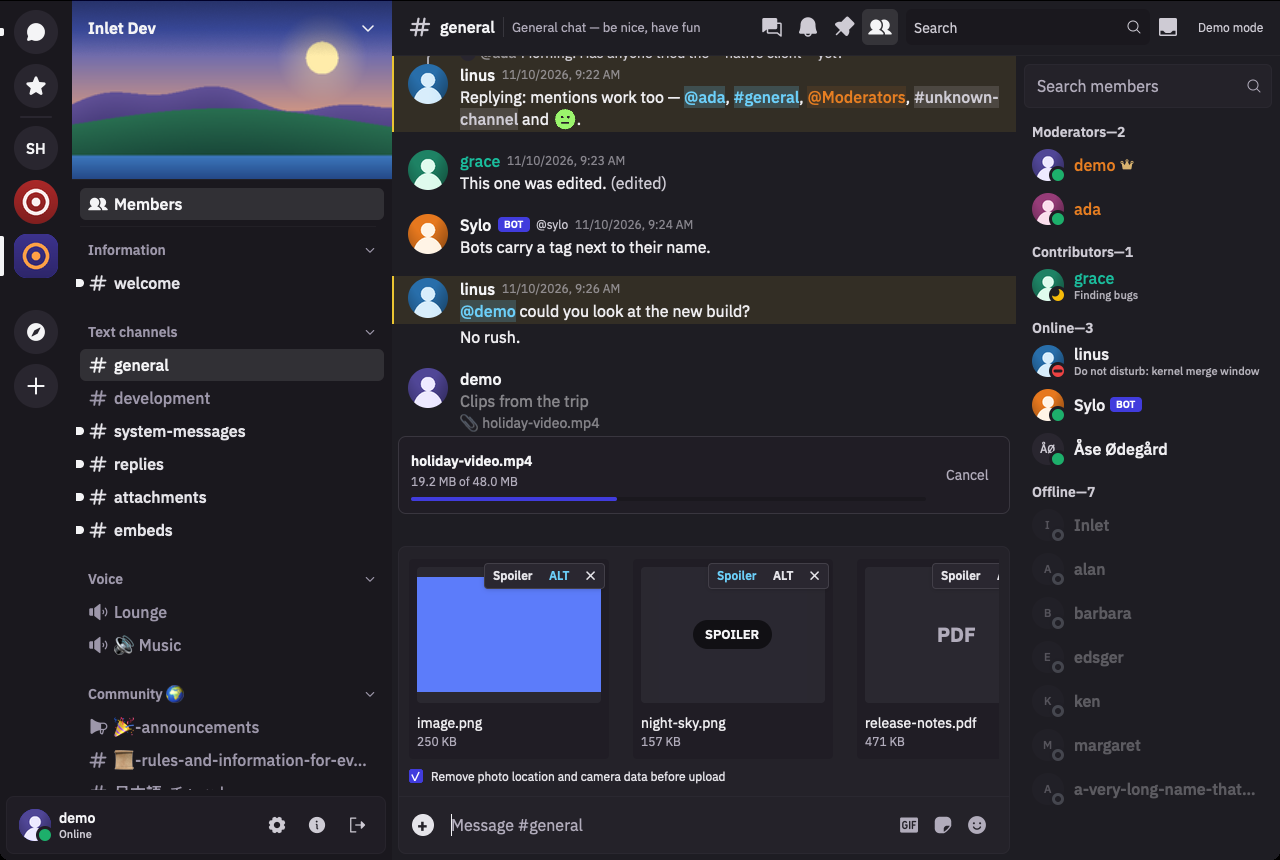 Inlet Dev
SH
Members
Information
welcome
Text channels
general
development
system-messages
replies
attachments
embeds
Voice
Lounge
Music
Community
-announcements
-rules-and-information-for-ev...
demo
Online
general
General chat — be nice, have fun
Search
Demo mode
linus 11/10/2026, 9:22 AM
Replying: mentions work too — @ada, #general, @Moderators, #unknown-
channel and .
grace 11/10/2026, 9:23 AM
This one was edited. (edited)
Sylo BOT @sylo 11/10/2026, 9:24 AM
Bots carry a tag next to their name.
linus 11/10/2026, 9:26 AM
@demo could you look at the new build?
No rush.
demo
Clips from the trip
holiday-video.mp4
holiday-video.mp4
19.2 MB of 48.0 MB
Cancel
Spoiler ALT
image.png
250 KB
Spoiler ALT
SPOILER
night-sky.png
157 KB
Spoiler
PDF
release-notes.pdf
471 KB
Remove photo location and camera data before upload
Message #general
GIF
Search members
Moderators—2
demo
ada
Contributors—1
grace
Finding bugs
Online—3
linus
Do not disturb: kernel merge window
Sylo BOT
ÅØ
Åse Ødegård
Offline—7
I
Inlet
A
alan
B
barbara
E
edsger
K
ken
M
margaret
A
a-very-long-name-that...